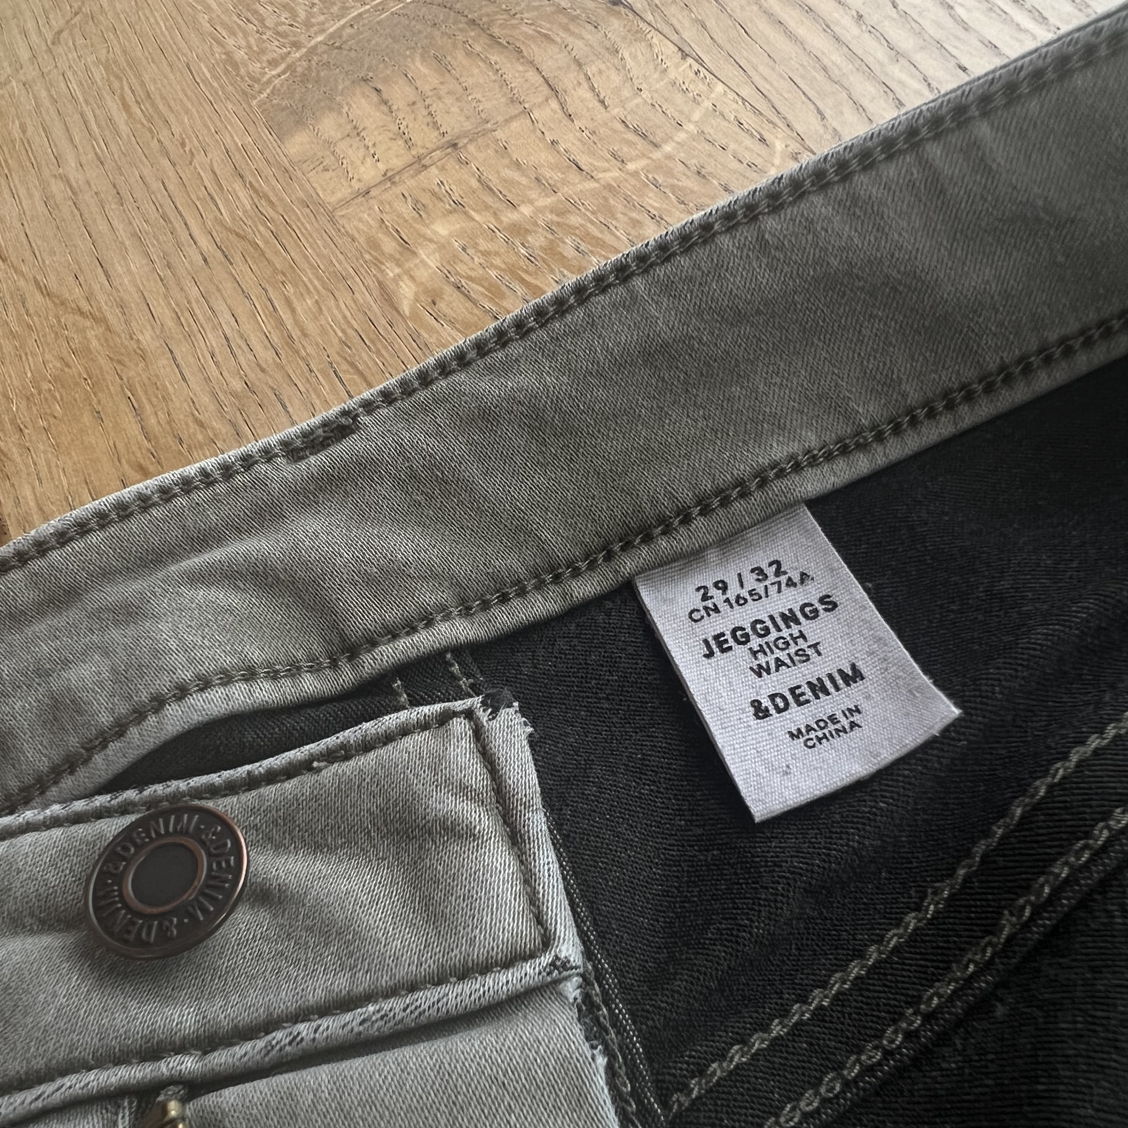 29 / 32
CN 165/74A
JEGGINGS
HIGH
WAIST
&DENIM
MADE IN
CHINA
&DENIM · &DENIM · &DENIM ·